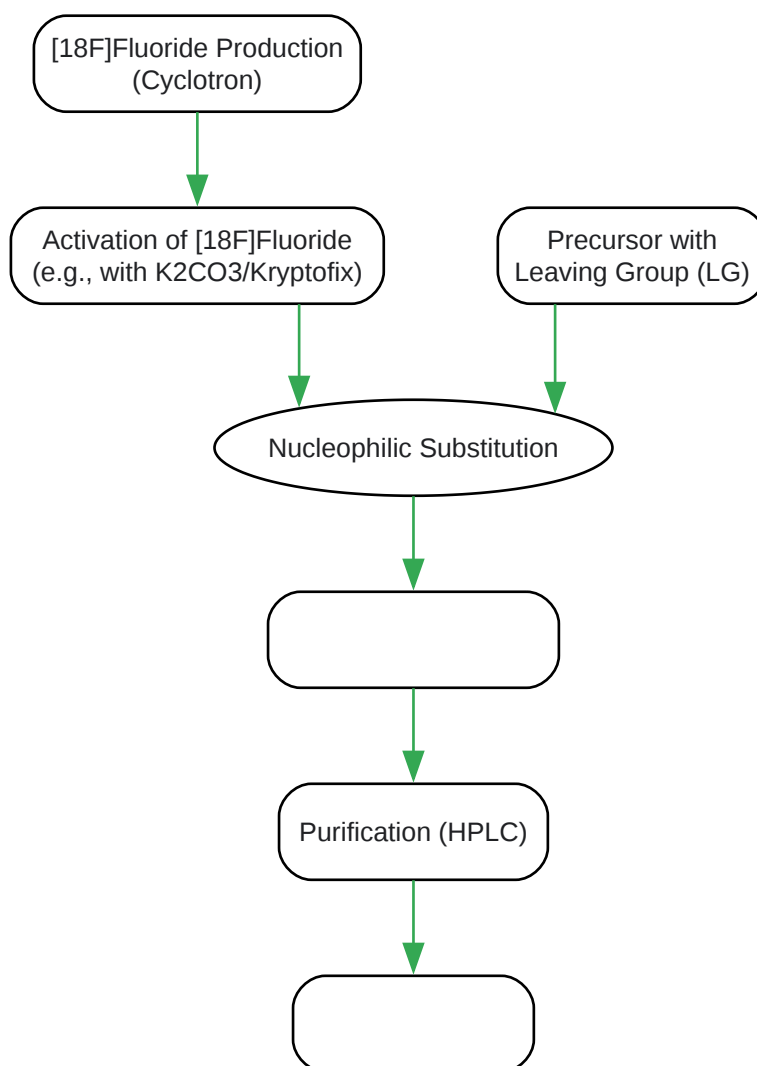 [18F]Fluoride Production
(Cyclotron)
Activation of [18F]Fluoride
(e.g., with K2CO3/Kryptofix)
Precursor with
Leaving Group (LG)
Nucleophilic Substitution
Purification (HPLC)